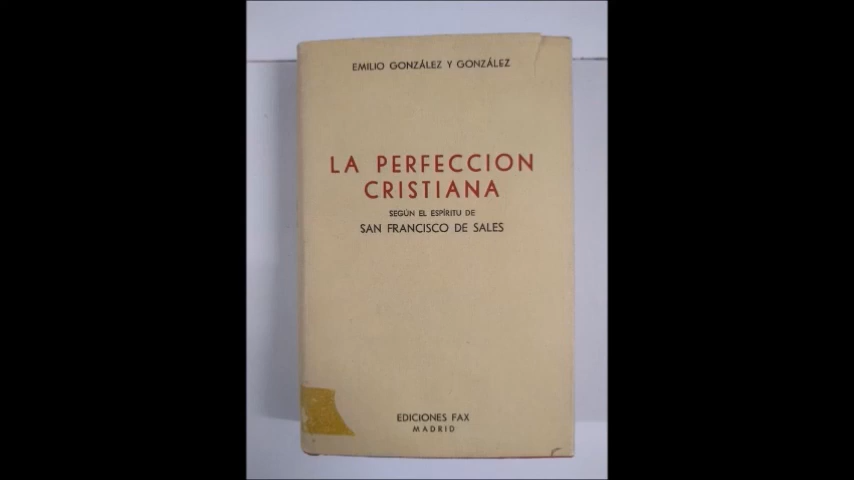 EMILIO GONZÁLEZ Y GONZÁLEZ
LA PERFECCION
CRISTIANA
SEGÚN EL ESPÍRITU DE
SAN FRANCISCO DE SALES
EDICIONES FAX
MADRID